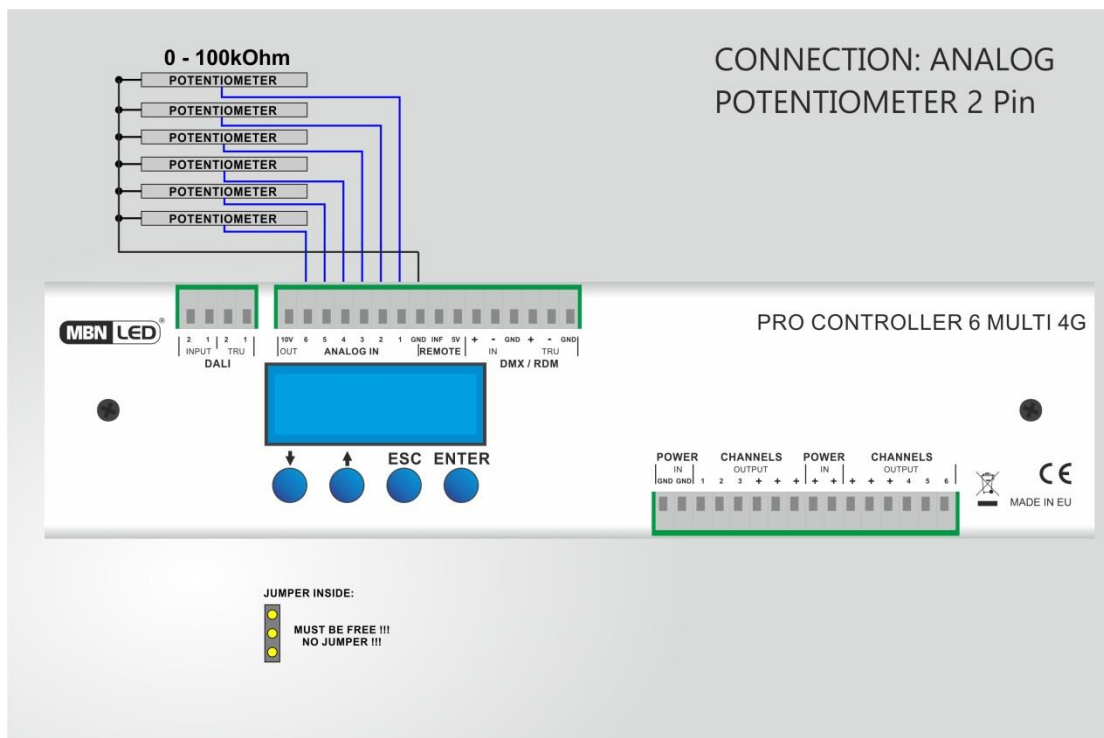 0 - 100kOhm
POTENTIOMETER
POTENTIOMETER
POTENTIOMETER
POTENTIOMETER
POTENTIOMETER
POTENTIOMETER
CONNECTION: ANALOG
POTENTIOMETER 2 Pin
MBN LED®
2 1 2 1
INPUT TRU
DALI
10V 6 5 4 3 2 1 GND INF 5V + - GND + - GND
OUT ANALOG IN REMOTE IN TRU
DMX / RDM
PRO CONTROLLER 6 MULTI 4G
ESC ENTER
POWER CHANNELS POWER CHANNELS
IN OUTPUT IN OUTPUT
GND GND 1 2 3 + + + + + + + + 4 5 6
CE
MADE IN EU
JUMPER INSIDE:
MUST BE FREE !!!
NO JUMPER !!!